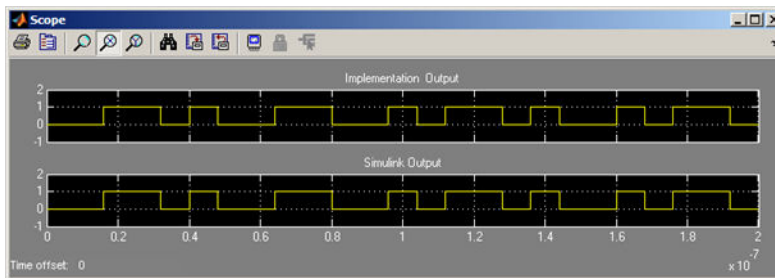 Scope
Implementation Output
2
1
0
-1
Simulink Output
2
1
0
-1
0 0.2 0.4 0.6 0.8 1 1.2 1.4 1.6 1.8 2
Time offset: 0
x 10
-7